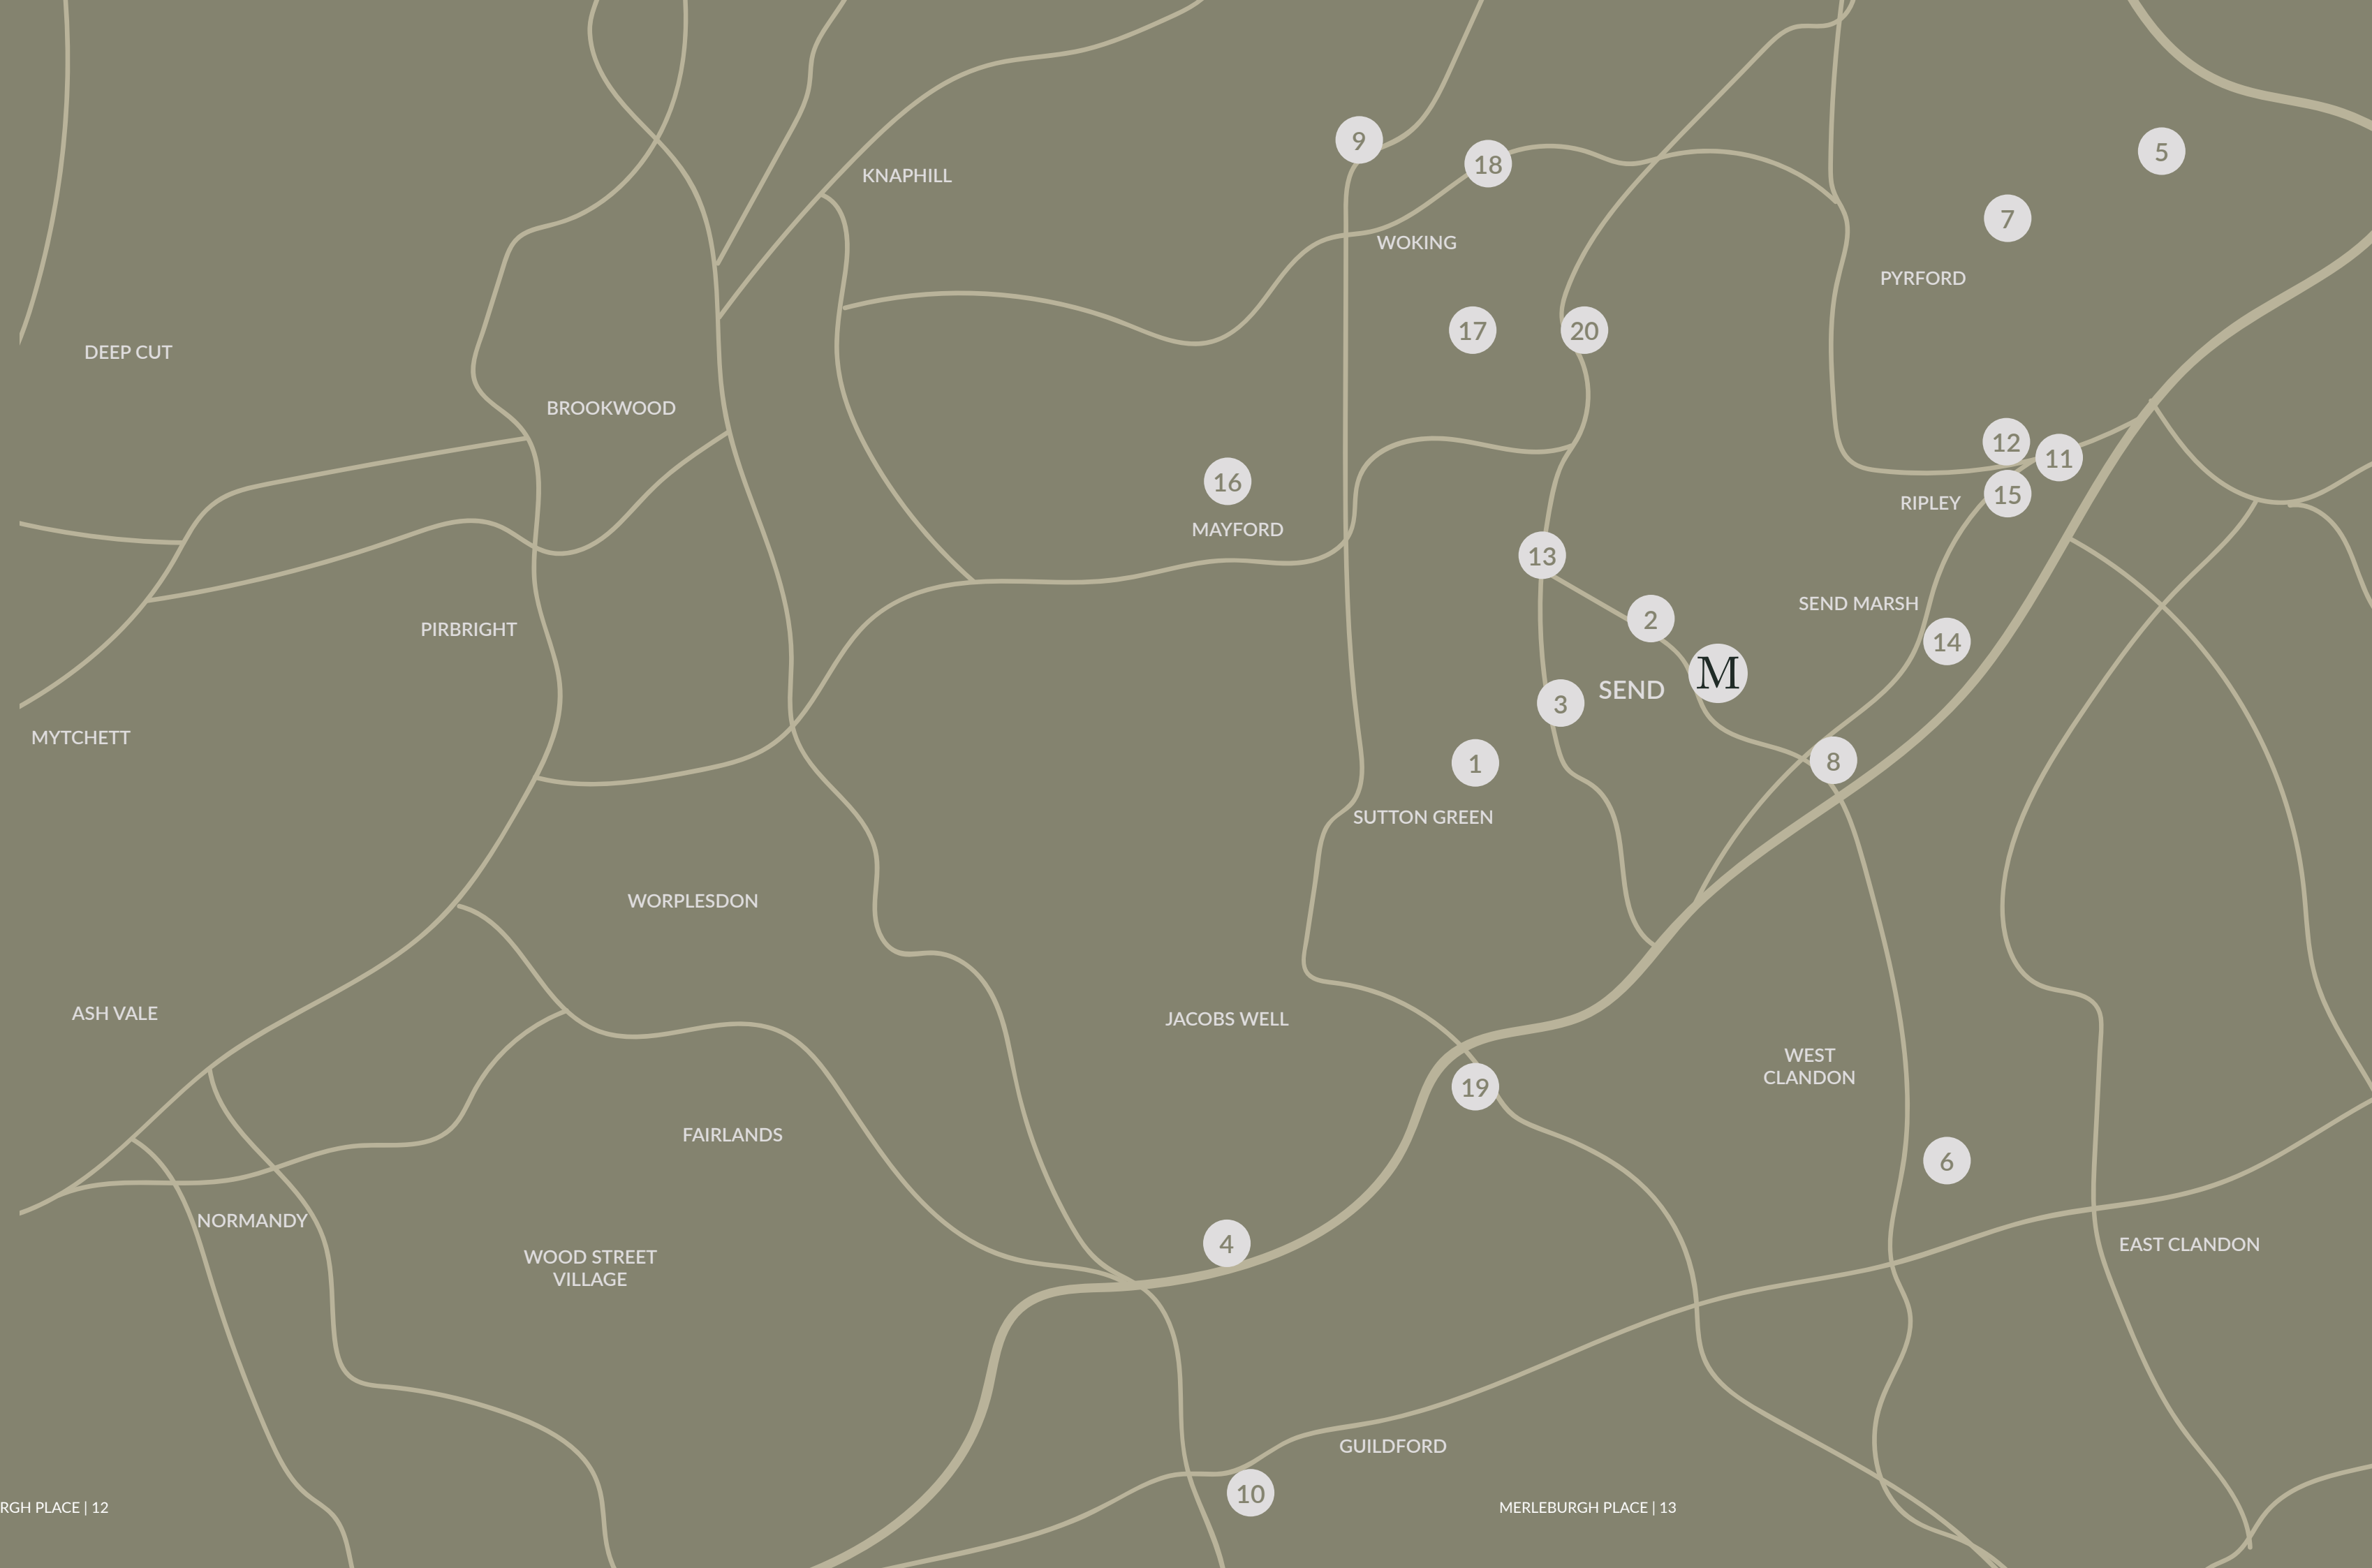 9
5
18
KNAPHILL
7
WOKING
PYRFORD
17
20
DEEP CUT
BROOKWOOD
12
11
16
15
RIPLEY
MAYFORD
13
SEND MARSH
2
PIRBRIGHT
14
M
SEND
3
MYTCHETT
8
1
SUTTON GREEN
WORPLESDON
ASH VALE
JACOBS WELL
WEST
CLANDON
19
FAIRLANDS
6
NORMANDY
4
EAST CLANDON
WOOD STREET
VILLAGE
GUILDFORD
10
RGH PLACE | 12
MERLEBURGH PLACE | 13